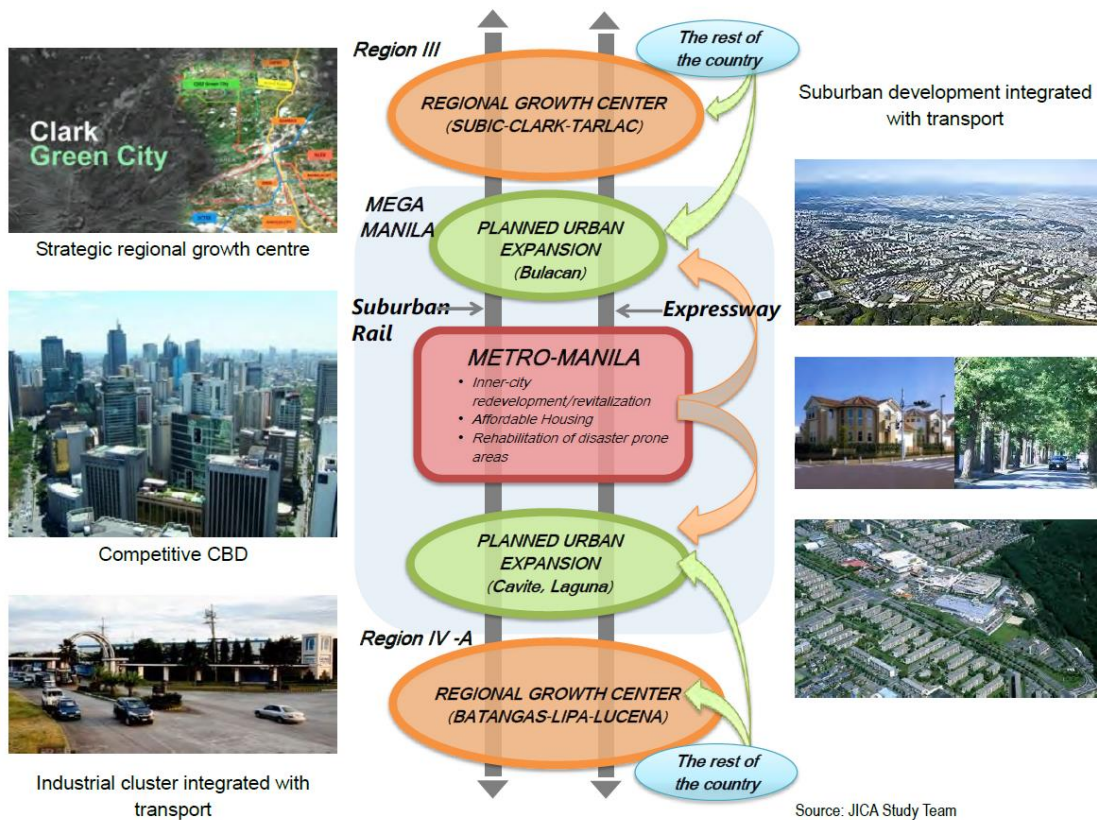 Region III
The rest
of the
country
REGIONAL GROWTH CENTER
(SUBIC-CLARK-TARLAC)
Clark
Green City
Strategic regional growth centre
Suburban development integrated
with transport
MEGA
MANILA
PLANNED URBAN
EXPANSION
(Bulacan)
Suburban
Rail
Expressway
METRO-MANILA
• Inner-city
redevelopment/revitalization
• Affordable Housing
• Rehabilitation of disaster prone
areas
Competitive CBD
PLANNED URBAN
EXPANSION
(Cavite, Laguna)
Region IV -A
REGIONAL GROWTH CENTER
(BATANGAS-LIPA-LUCENA)
The rest
of the
country
Industrial cluster integrated with
transport
Source: JICA Study Team